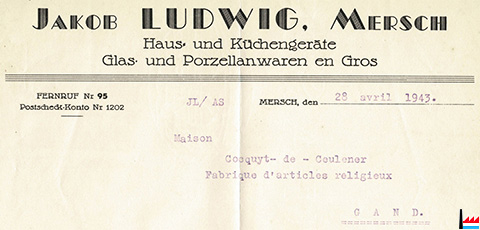 JAKOB LUDWIG, MERSCH
Haus- und Küchengeräte
Glas- und Porzellanwaren en Gros
FERNRUF Nr 95
Postscheck-Konto Nr 1202
JL/AS
MERSCH, den 28 avril 1943.
Maison
Cosquyt- de - Ceulener
Fabrique d'articles religieux
G A N D.